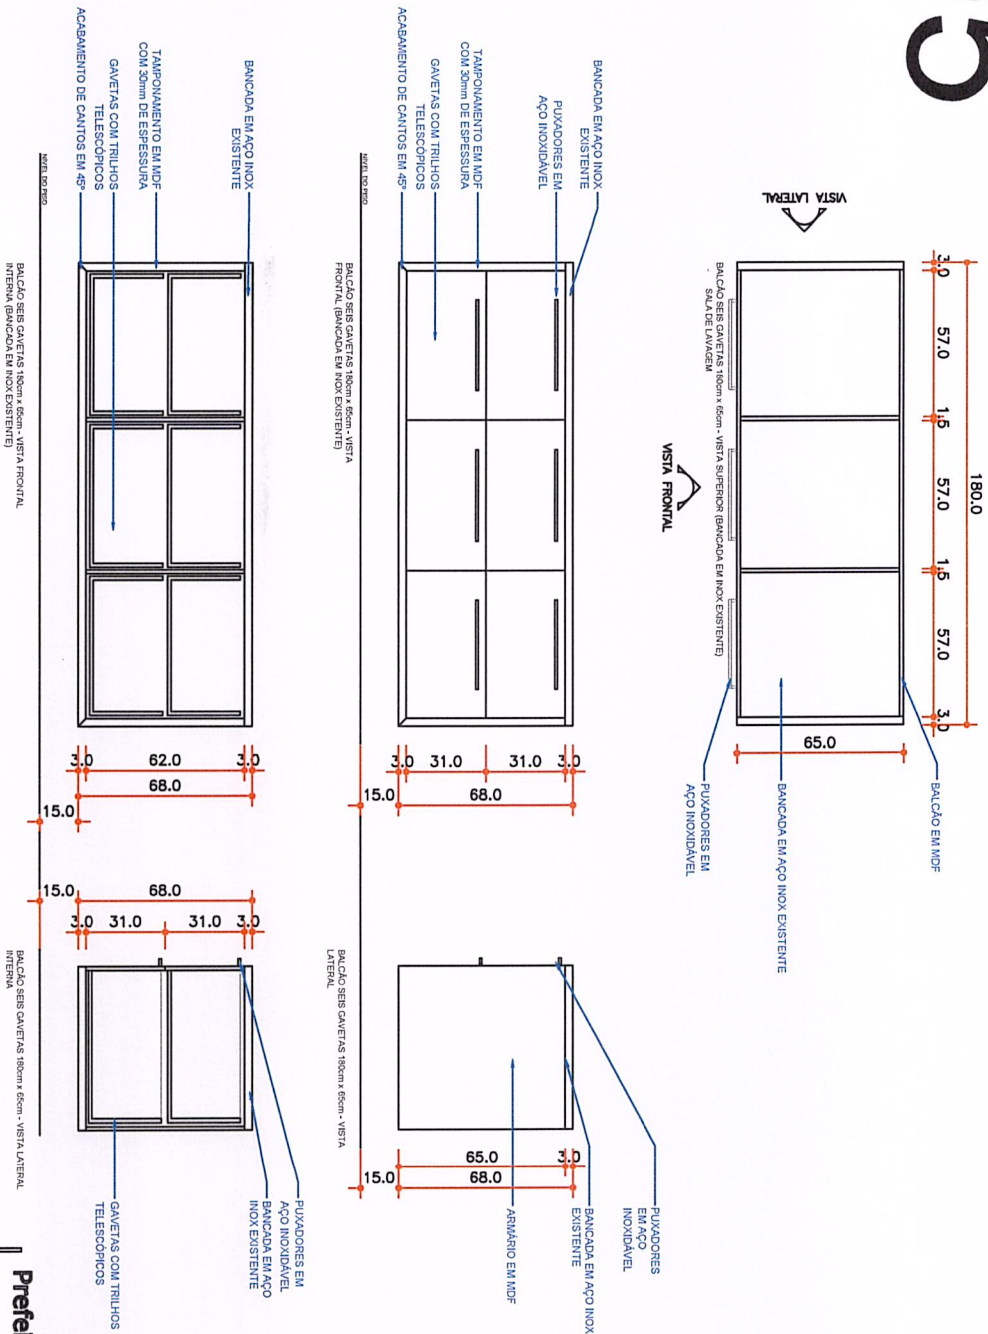 C
180.0
3.0
57.0
1.5
57.0
1.5
57.0
3.0
65.0
BALCÃO EM MDF
BANCADA EM AÇO INOX EXISTENTE
PUXADORES EM
AÇO INOXIDÁVEL
VISTA LATERAL
BALCÃO SEIS GAVETAS 180cm x 65cm - VISTA SUPERIOR (BANCADA EM INOX EXISTENTE)
SALA DE LAVAGEM
VISTA FRONTAL
BANCADA EM AÇO INOX
EXISTENTE
PUXADORES EM
AÇO INOXIDÁVEL
TAMPONAMENTO EM MDF
COM 30mm DE ESPESSURA
GAVETAS COM TRILHOS
TELESCÓPICOS
ACABAMENTO DE CANTOS EM 45°
3.0
31.0
31.0
3.0
68.0
15.0
NIVEL DO PISO
BALCÃO SEIS GAVETAS 180cm x 65cm - VISTA
FRONTAL (BANCADA EM INOX EXISTENTE)
PUXADORES
EM AÇO
INOXIDÁVEL
BANCADA EM AÇO INOX
EXISTENTE
ARMÁRIO EM MDF
3.0
65.0
68.0
15.0
BALCÃO SEIS GAVETAS 180cm x 65cm - VISTA
LATERAL
BANCADA EM AÇO INOX
EXISTENTE
TAMPONAMENTO EM MDF
COM 30mm DE ESPESSURA
GAVETAS COM TRILHOS
TELESCÓPICOS
ACABAMENTO DE CANTOS EM 45°
3.0
62.0
3.0
68.0
15.0
NIVEL DO PISO
BALCÃO SEIS GAVETAS 180cm x 65cm - VISTA FRONTAL
INTERNA (BANCADA EM INOX EXISTENTE)
68.0
3.0
31.0
31.0
3.0
15.0
PUXADORES EM
AÇO INOXIDÁVEL
BANCADA EM AÇO
INOX EXISTENTE
GAVETAS COM TRILHOS
TELESCÓPICOS
BALCÃO SEIS GAVETAS 180cm x 65cm - VISTA LATERAL
INTERNA
Prefei